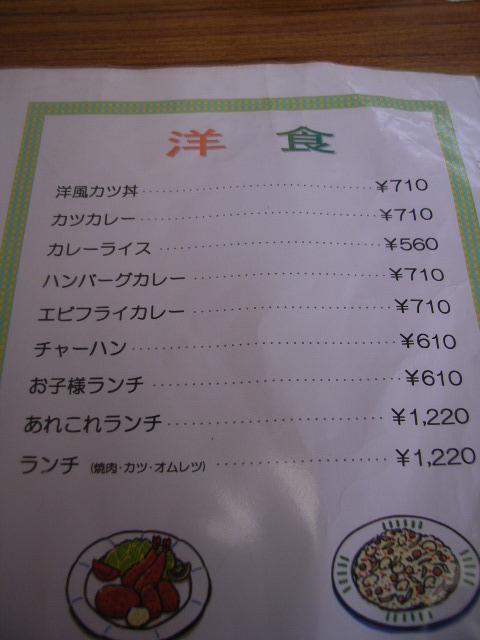 洋食
洋風カツ丼 ¥710
カツカレー ¥710
カレーライス ¥560
ハンバーグカレー ¥710
エビフライカレー ¥710
チャーハン ¥610
お子様ランチ ¥610
あれこれランチ ¥1,220
ランチ (焼肉・カツ・オムレツ) ¥1,220